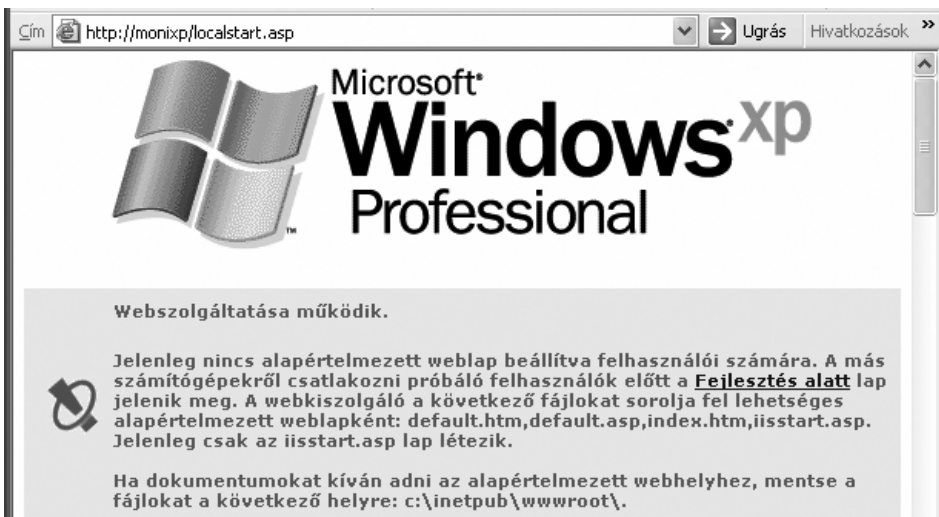 Cím http://monixp/localstart.asp Ugrás Hivatkozások »
Microsoft®
Windows® xp
Professional
™
Webszolgáltatása működik.
Jelenleg nincs alapértelmezett weblap beállítva felhasználói számára. A más
számítógépekről csatlakozni próbáló felhasználók előtt a Fejlesztés alatt lap
jelenik meg. A webkiszolgáló a következő fájlokat sorolja fel lehetséges
alapértelmezett weblapként: default.htm,default.asp,index.htm,iisstart.asp.
Jelenleg csak az iisstart.asp lap létezik.
Ha dokumentumokat kíván adni az alapértelmezett webhelyhez, mentse a
fájlokat a következő helyre: c:\inetpub\wwwroot\.